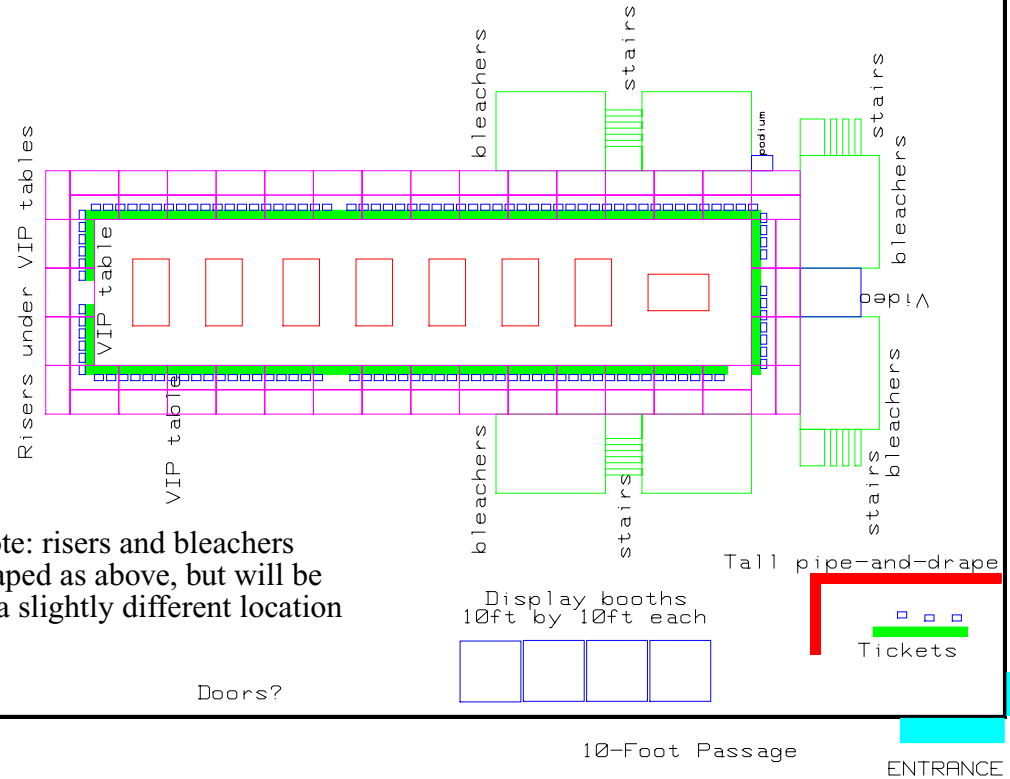 stairs
bleachers
stairs
podium
bleachers
Risers under VIP tables
VIP table
Video
VIP table
bleachers
bleachers
stairs
stairs
ote: risers and bleachers
aped as above, but will be
a slightly different location
Tall pipe-and-drape
Display booths
10ft by 10ft each
Tickets
Doors?
10-Foot Passage
ENTRANCE